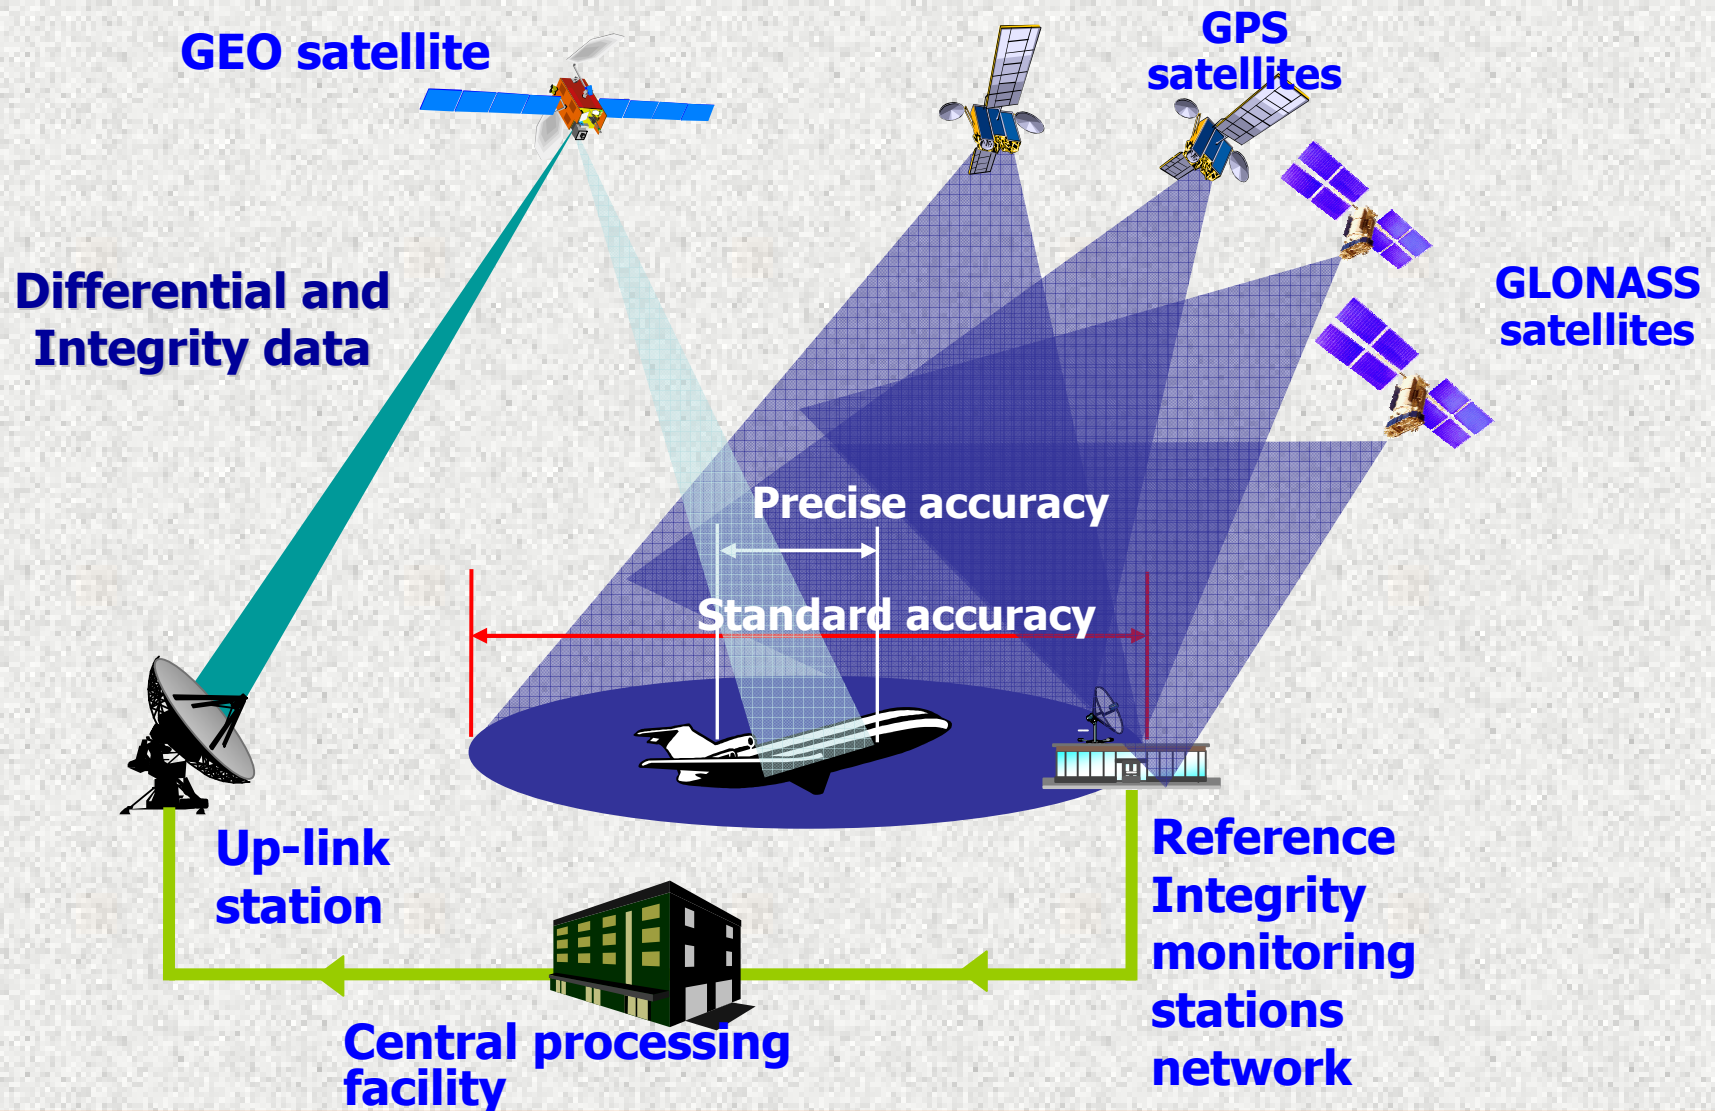 GEO satellite
GPS
satellites
Differential and
Integrity data
GLONASS
satellites
Precise accuracy
Standard accuracy
Up-link
station
Reference
Integrity
monitoring
stations
network
Central processing
facility